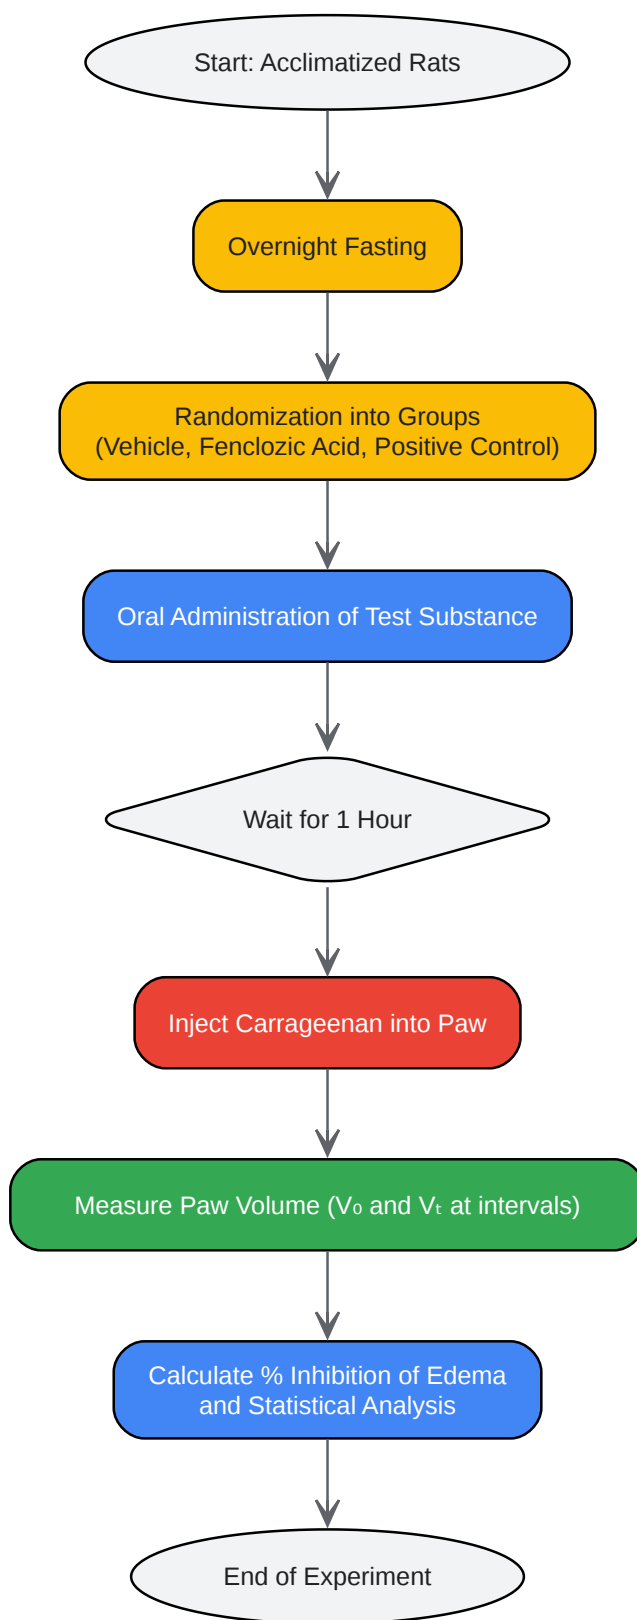 Start: Acclimatized Rats
Overnight Fasting
Randomization into Groups
(Vehicle, Fenclozic Acid, Positive Control)
Oral Administration of Test Substance
Wait for 1 Hour
Inject Carrageenan into Paw
Measure Paw Volume (V₀ and Vₜ at intervals)
Calculate % Inhibition of Edema
and Statistical Analysis
End of Experiment